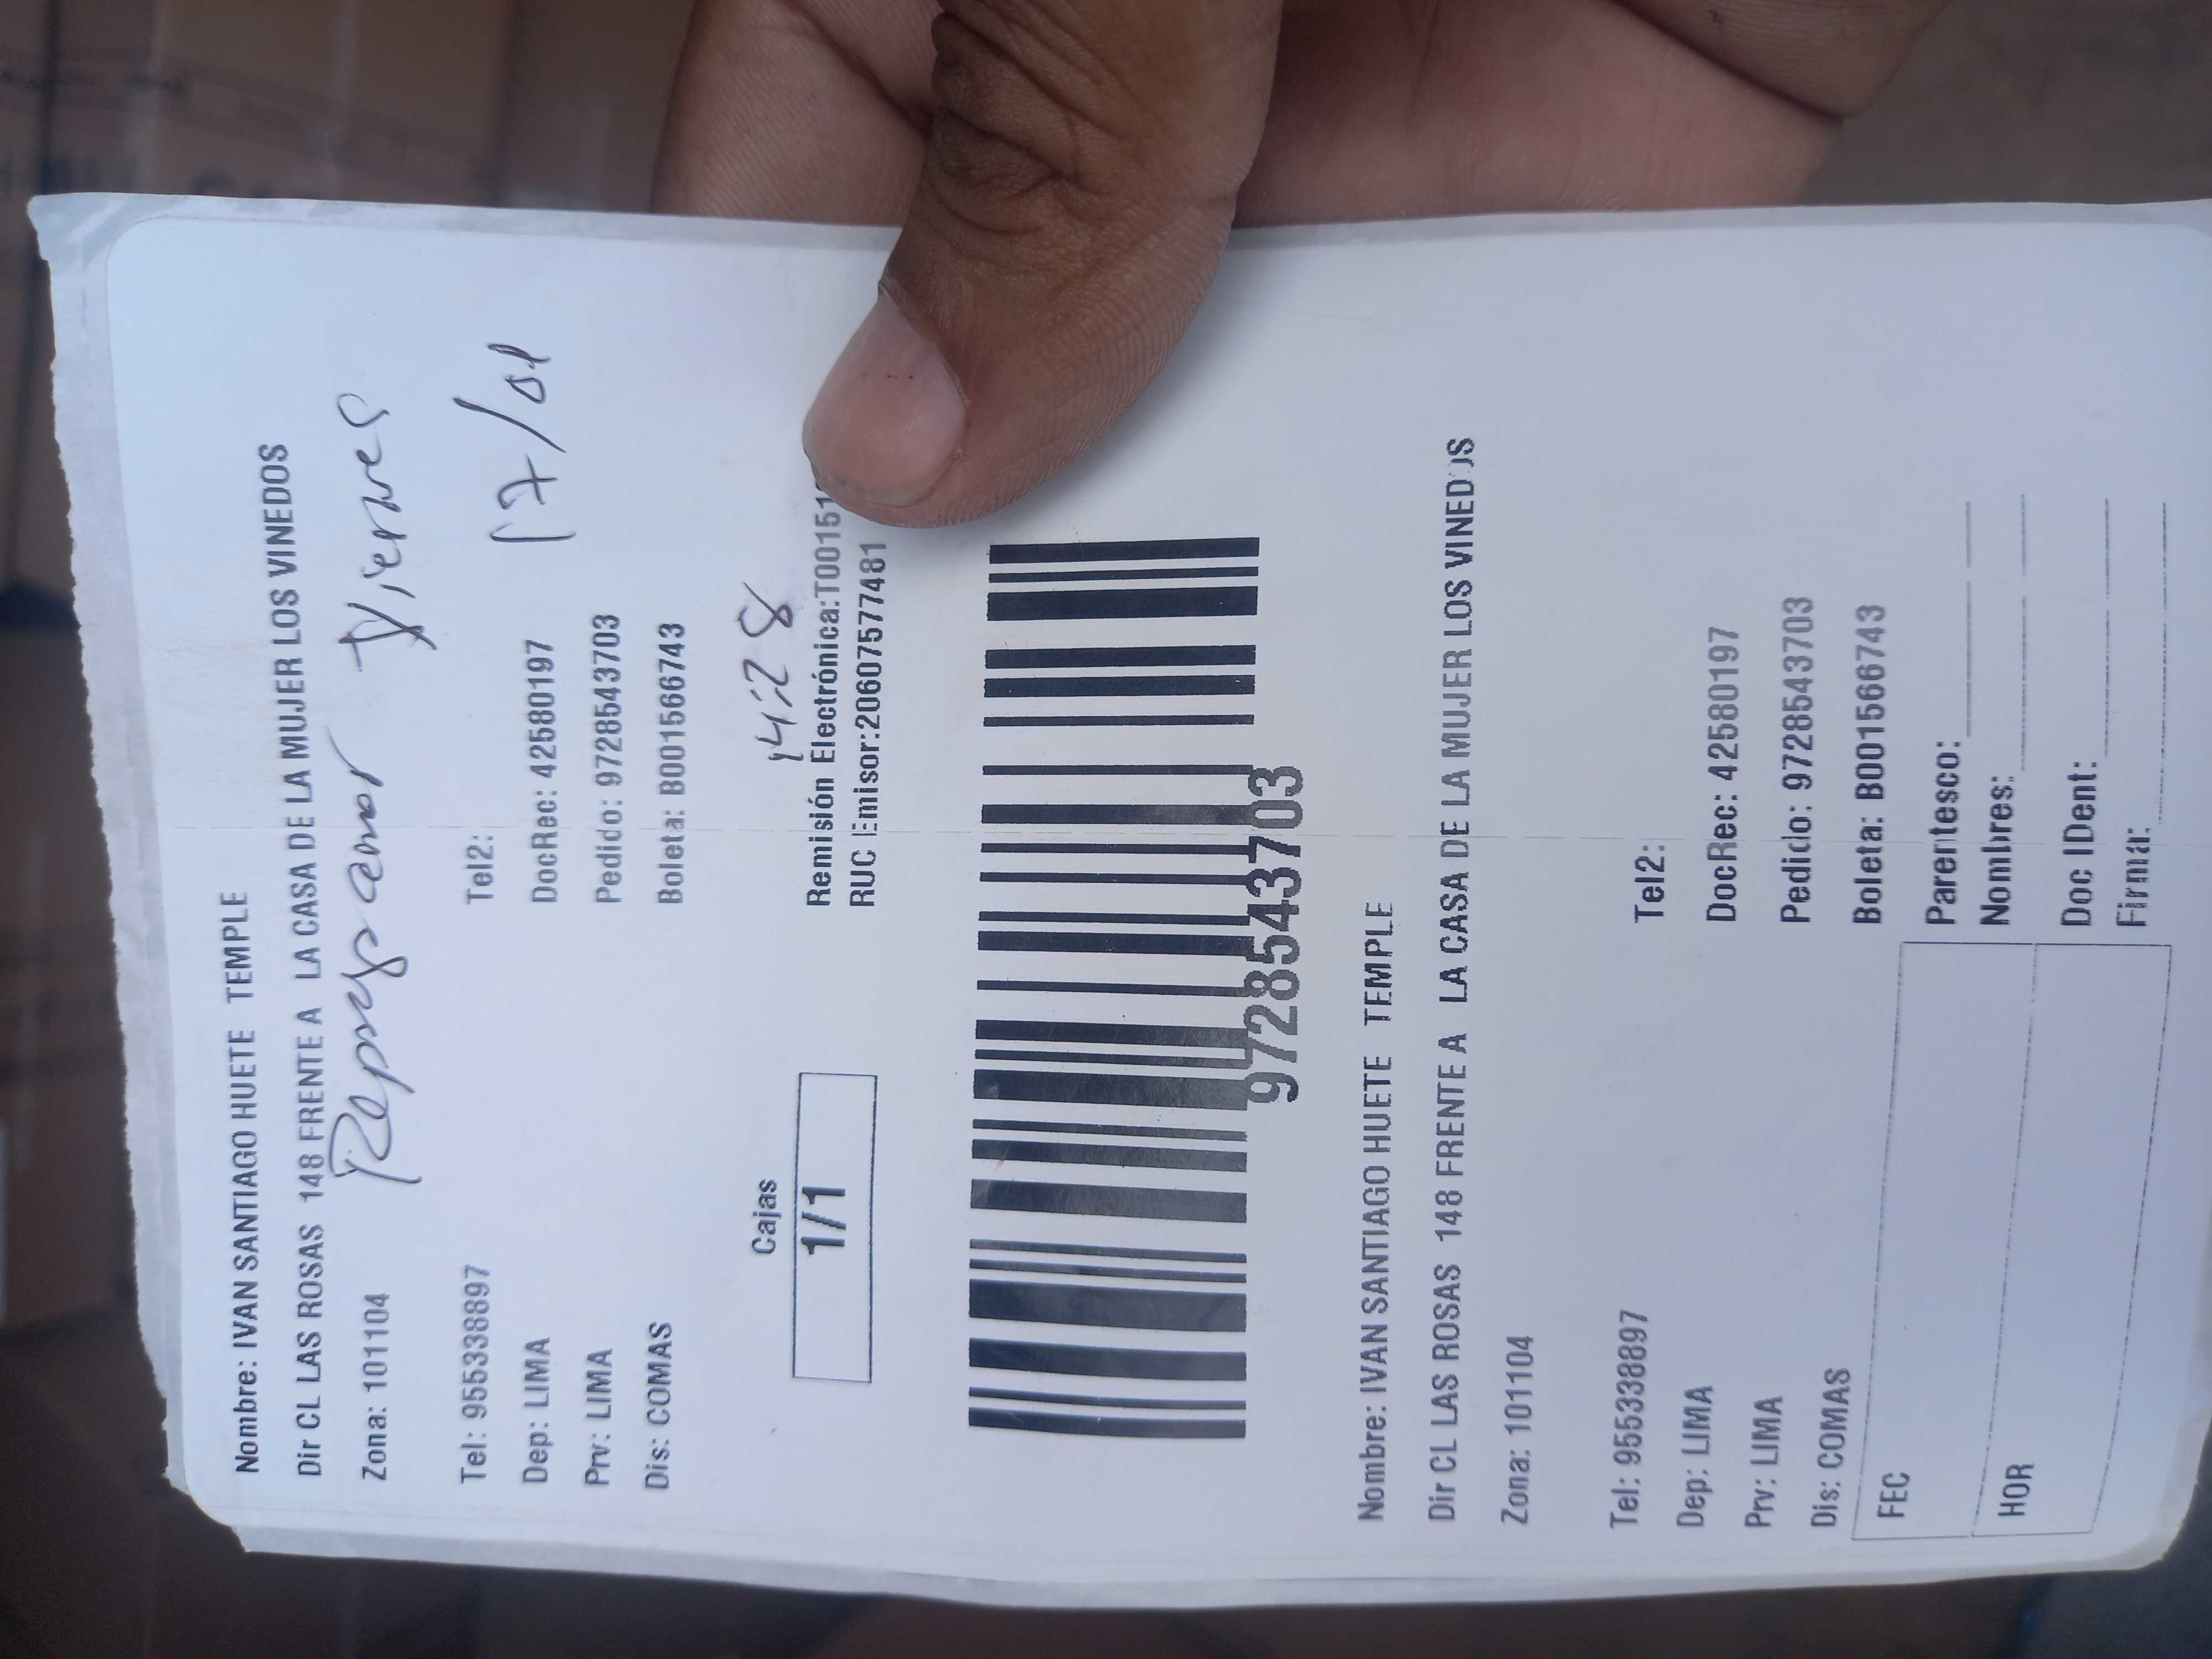 Nombre: IVAN SANTIAGO HUETE TEMPLE
Dir CL LAS ROSAS 148 FRENTE A LA CASA DE LA MUJER LOS VINEDOS
Reprogramar Viernes
Zona: 101104
17/01
Tel: 955338897 Tel2:
Dep: LIMA DocRec: 42580197
Prv: LIMA Pedido: 9728543703
Dis: COMAS Boleta: B001566743
14:28
Cajas
1/1
Remisión Electrónica:T00151
RUC Emisor:20607577481
9728543703
Nombre: IVAN SANTIAGO HUETE TEMPLE
Dir CL LAS ROSAS 148 FRENTE A LA CASA DE LA MUJER LOS VINEDOS
Zona: 101104
Tel: 955338897 Tel2:
Dep: LIMA DocRec: 42580197
Prv: LIMA Pedido: 9728543703
Dis: COMAS Boleta: B001566743
FEC Parentesco:
Nombres:
HOR Doc IDent:
Firma: